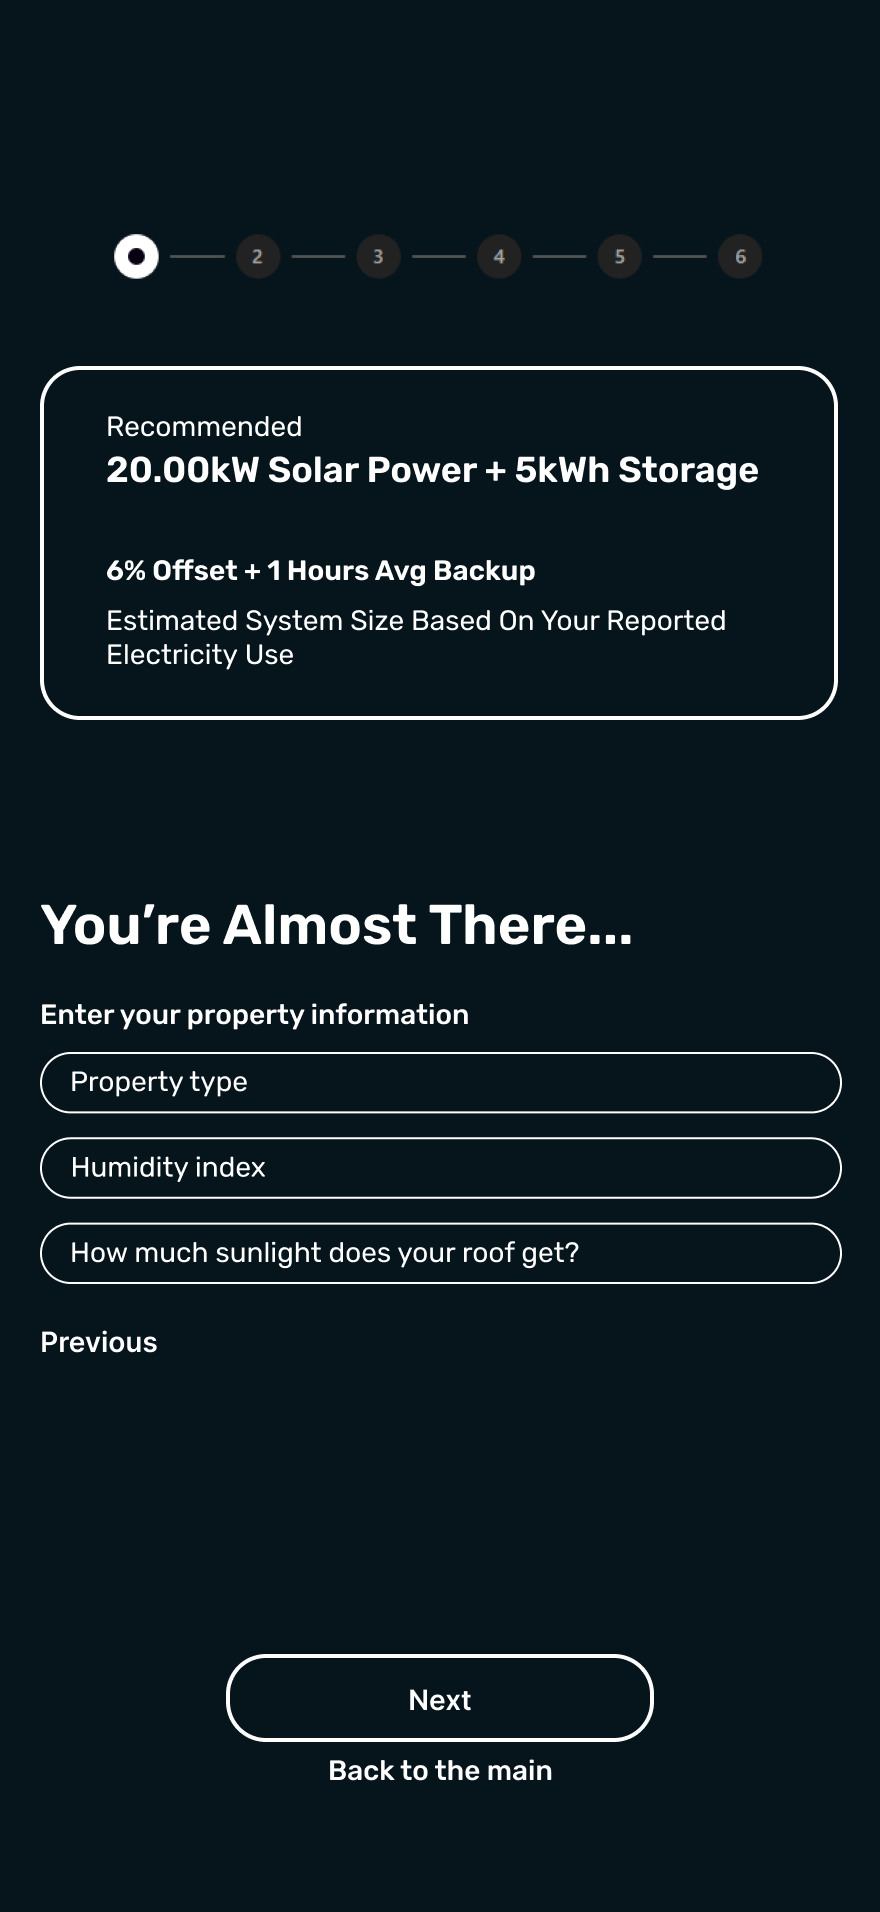 2 3 4 5 6
Recommended
20.00kW Solar Power + 5kWh Storage
6% Offset + 1 Hours Avg Backup
Estimated System Size Based On Your Reported
Electricity Use
You’re Almost There...
Enter your property information
Property type
Humidity index
How much sunlight does your roof get?
Previous
Next
Back to the main